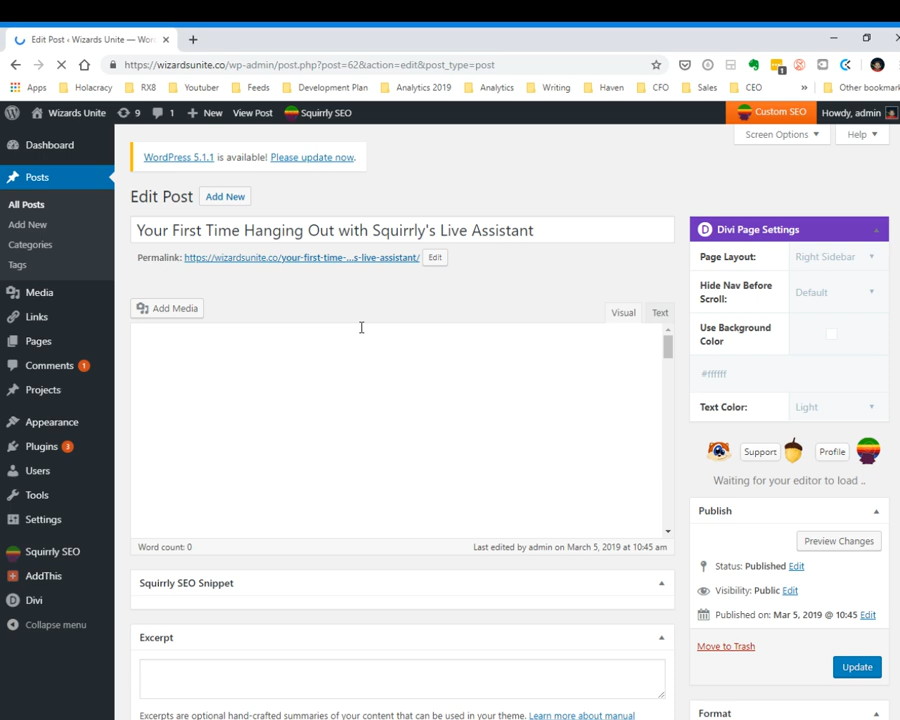 Edit Post ‹ Wizards Unite — Wor
https://wizardsunite.co/wp-admin/post.php?post=62&action=edit&post_type=post
1
Apps Holacracy RX8 Youtuber Feeds Development Plan Analytics 2019 Analytics Writing Haven CFO Sales CEO » Other bookmar
Wizards Unite 9 1 + New View Post Squirrly SEO Custom SEO Howdy, admin
Screen Options Help
Dashboard
Posts
All Posts
Add New
Categories
Tags
Media
Links
Pages
Comments 1
Projects
Appearance
Plugins 3
Users
Tools
Settings
Squirrly SEO
AddThis
Divi
Collapse menu
WordPress 5.1.1 is available! Please update now.
Edit Post Add New
Your First Time Hanging Out with Squirrly's Live Assistant
Permalink: https://wizardsunite.co/your-first-time-...s-live-assistant/ Edit
Add Media Visual Text
Word count: 0 Last edited by admin on March 5, 2019 at 10:45 am
Squirrly SEO Snippet
Excerpt
Excerpts are optional hand-crafted summaries of your content that can be used in your theme. Learn more about manual
D Divi Page Settings
Page Layout: Right Sidebar
Hide Nav Before
Scroll: Default
Use Background
Color
#ffffff
Text Color: Light
Support Profile
Waiting for your editor to load ..
Publish
Preview Changes
Status: Published Edit
Visibility: Public Edit
Published on: Mar 5, 2019 @ 10:45 Edit
Move to Trash
Update
Format